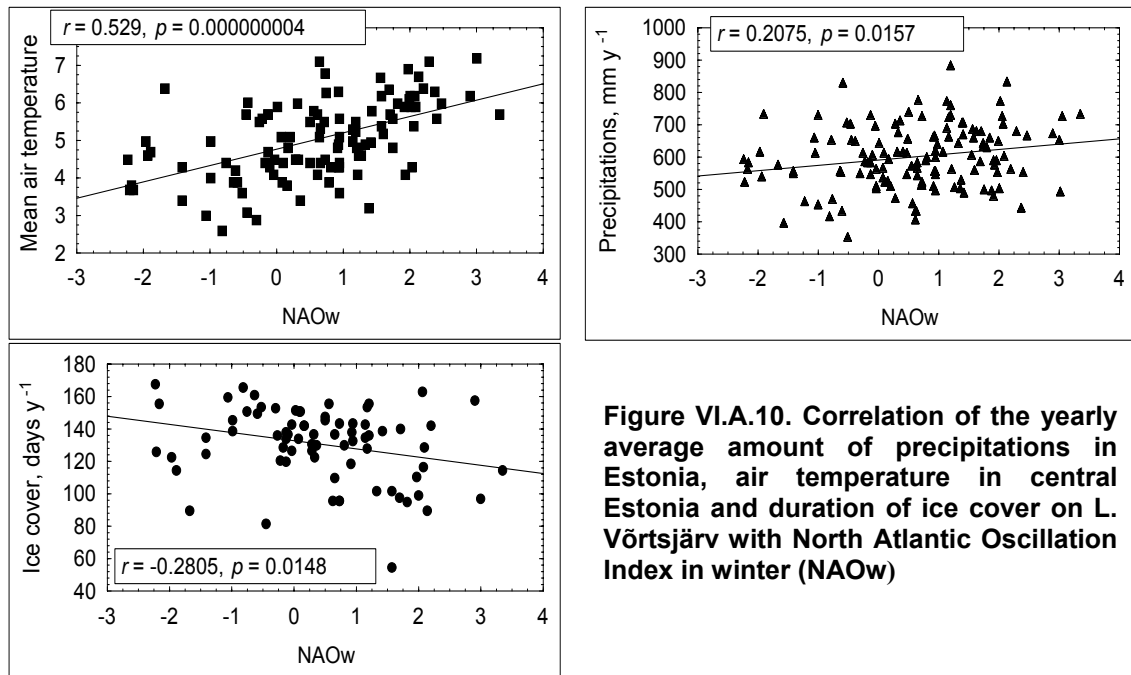 r = 0.529, p = 0.000000004
Mean air temperature
7
6
5
4
3
2
-3 -2 -1 0 1 2 3 4
NAOw
r = 0.2075, p = 0.0157
Precipitations, mm y -1
1000
900
800
700
600
500
400
300
-3 -2 -1 0 1 2 3 4
NAOw
Ice cover, days y -1
180
160
140
120
100
80
60
40
r = -0.2805, p = 0.0148
-3 -2 -1 0 1 2 3 4
NAOw
Figure VI.A.10. Correlation of the yearly
average amount of precipitations in
Estonia, air temperature in central
Estonia and duration of ice cover on L.
Võrtsjärv with North Atlantic Oscillation
Index in winter (NAOw)